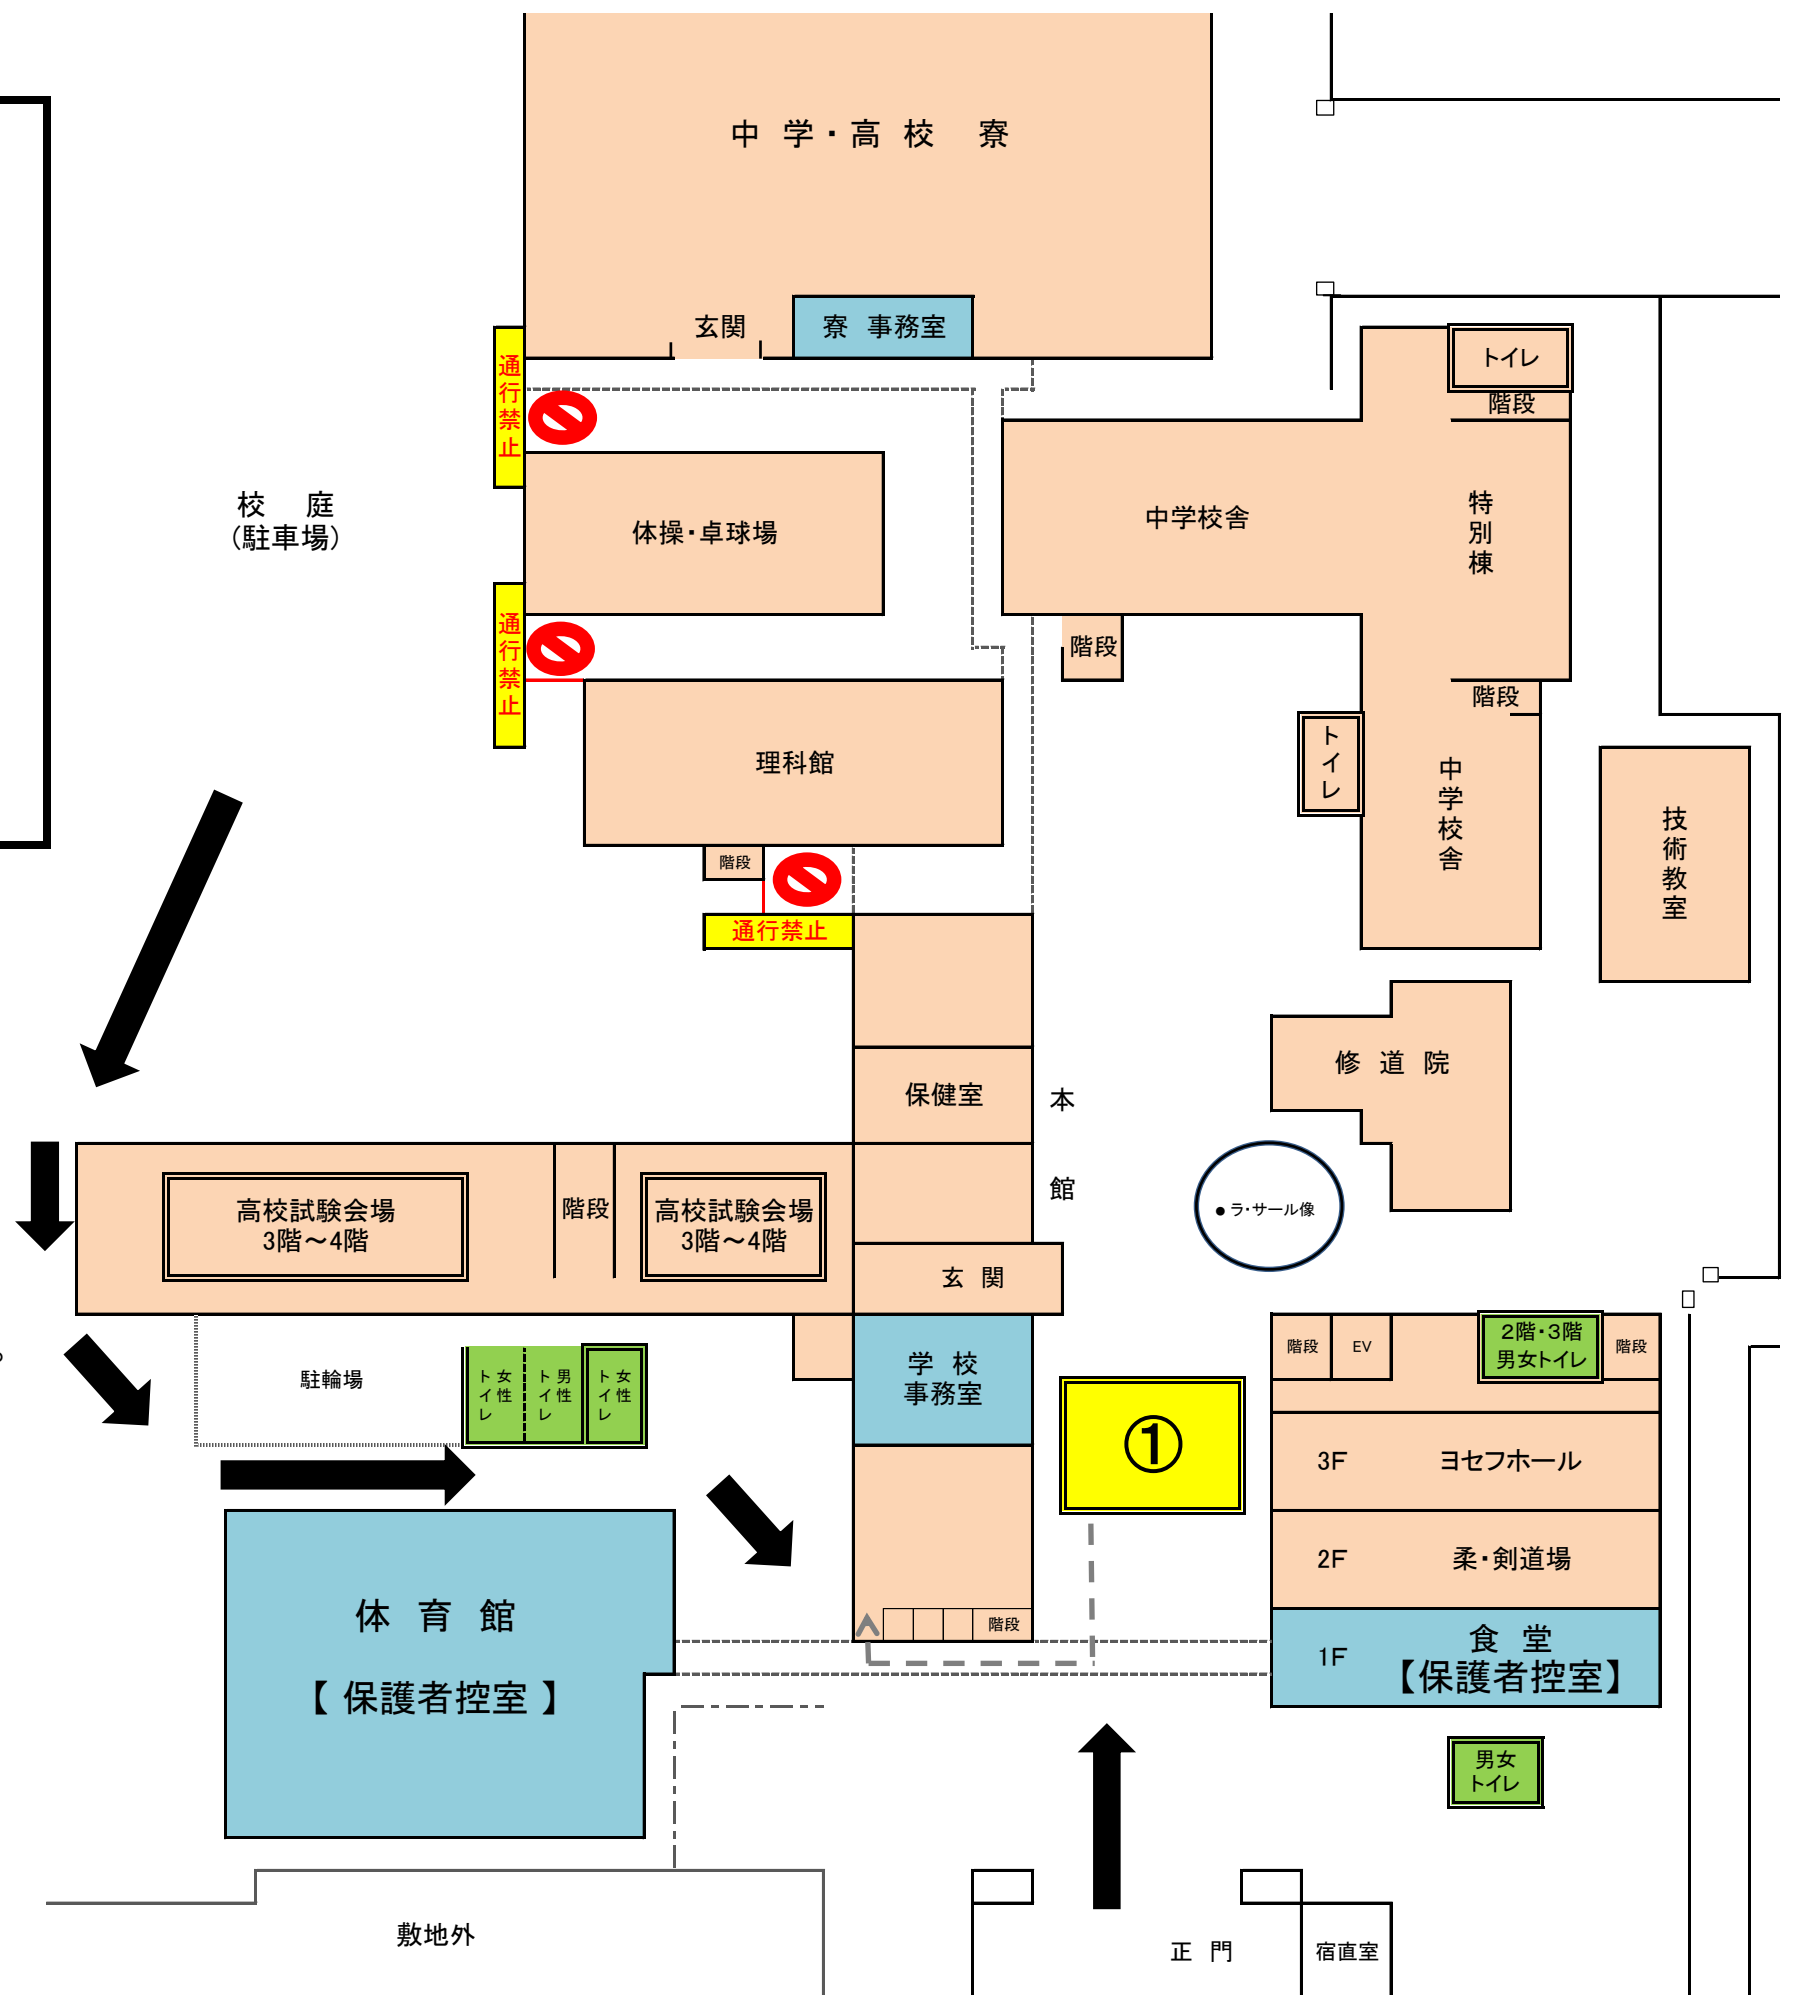 中 学・高 校 寮
玄関
寮 事務室
通行禁止
トイレ
階段
校 庭
（駐車場）
体操・卓球場
中学校舎
特別棟
通行禁止
階段
階段
理科館
トイレ
中学校舎
技術教室
階段
通行禁止
保健室
本館
修 道 院
●ラ・サール像
高校試験会場
3階～4階
階段
高校試験会場
3階～4階
玄 関
。
駐輪場
女性トイレ
男性トイレ
女性トイレ
学 校
事務室
①
階段
EV
２階・３階
男女トイレ
階段
3F ヨセフホール
2F 柔・剣道場
体 育 館
【 保護者控室 】
階段
1F
食 堂
【保護者控室】
男女
トイレ
敷地外
正 門
宿直室